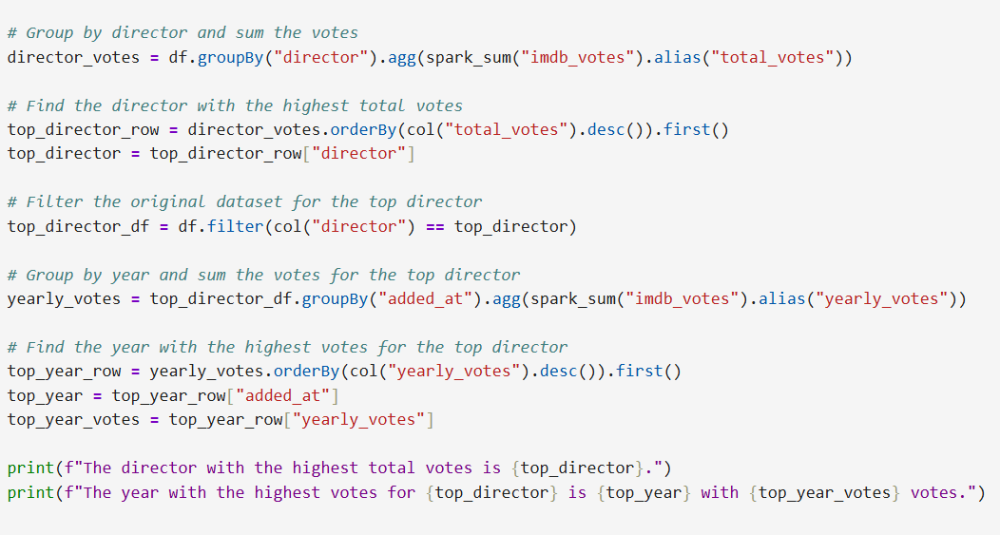 # Group by director and sum the votes
director_votes = df.groupBy("director").agg(spark_sum("imdb_votes").alias("total_votes"))
# Find the director with the highest total votes
top_director_row = director_votes.orderBy(col("total_votes").desc()).first()
top_director = top_director_row["director"]
# Filter the original dataset for the top director
top_director_df = df.filter(col("director") == top_director)
# Group by year and sum the votes for the top director
yearly_votes = top_director_df.groupBy("added_at").agg(spark_sum("imdb_votes").alias("yearly_votes"))
# Find the year with the highest votes for the top director
top_year_row = yearly_votes.orderBy(col("yearly_votes").desc()).first()
top_year = top_year_row["added_at"]
top_year_votes = top_year_row["yearly_votes"]
print(f"The director with the highest total votes is {top_director}.")
print(f"The year with the highest votes for {top_director} is {top_year} with {top_year_votes} votes.")